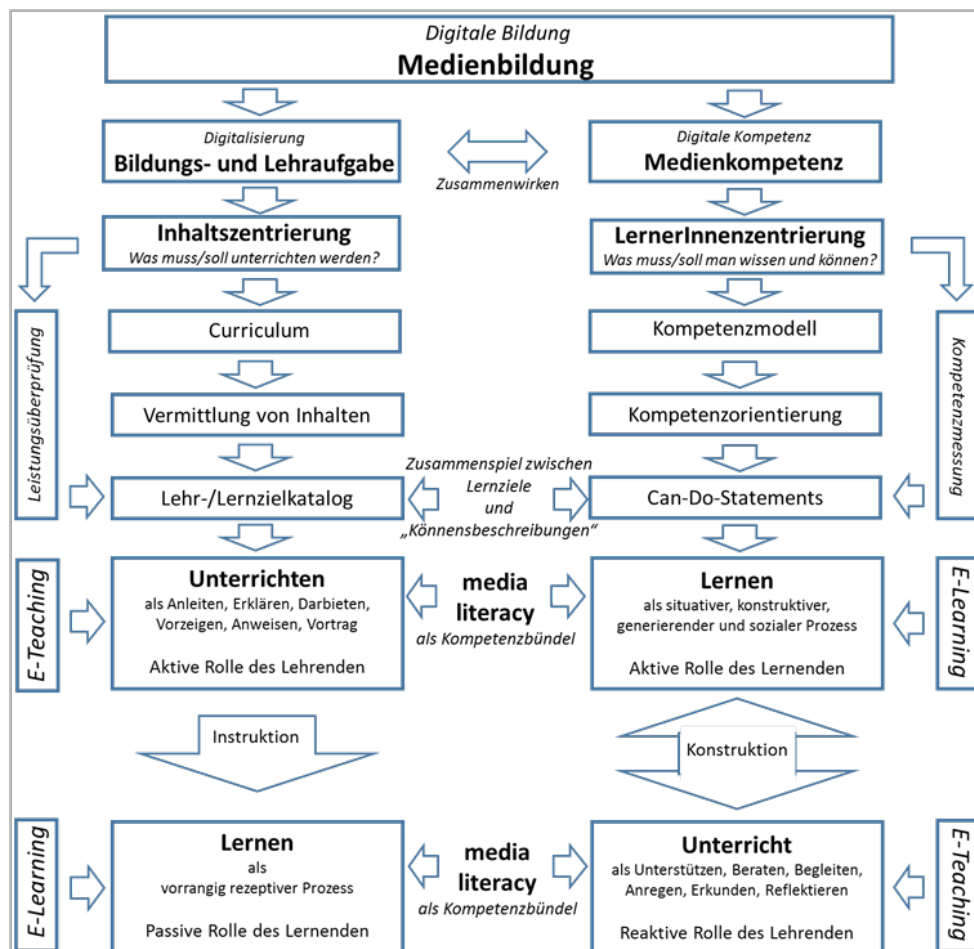 Digitale Bildung
Medienbildung
Digitalisierung
Bildungs- und Lehraufgabe
Zusammenwirken
Digitale Kompetenz
Medienkompetenz
Inhaltszentrierung
Was muss/soll unterrichten werden?
LernerInnenzentrierung
Was muss/soll man wissen und können?
Leistungsüberprüfung
Curriculum
Kompetenzmodell
Kompetenzmessung
Vermittlung von Inhalten
Kompetenzorientierung
Lehr-/Lernzielkatalog
Zusammenspiel zwischen
Lernziele
und
„Könnensbeschreibungen“
Can-Do-Statements
E-Teaching
Unterrichten
als Anleiten, Erklären, Darbieten,
Vorzeigen, Anweisen, Vortrag
Aktive Rolle des Lehrenden
media
literacy
als Kompetenzbündel
Lernen
als situativer, konstruktiver,
generierender und sozialer Prozess
Aktive Rolle des Lernenden
E-Learning
Instruktion
Konstruktion
E-Learning
Lernen
als
vorrangig rezeptiver Prozess
Passive Rolle des Lernenden
media
literacy
als Kompetenzbündel
Unterricht
als Unterstützen, Beraten, Begleiten,
Anregen, Erkunden, Reflektieren
Reaktive Rolle des Lehrenden
E-Teaching